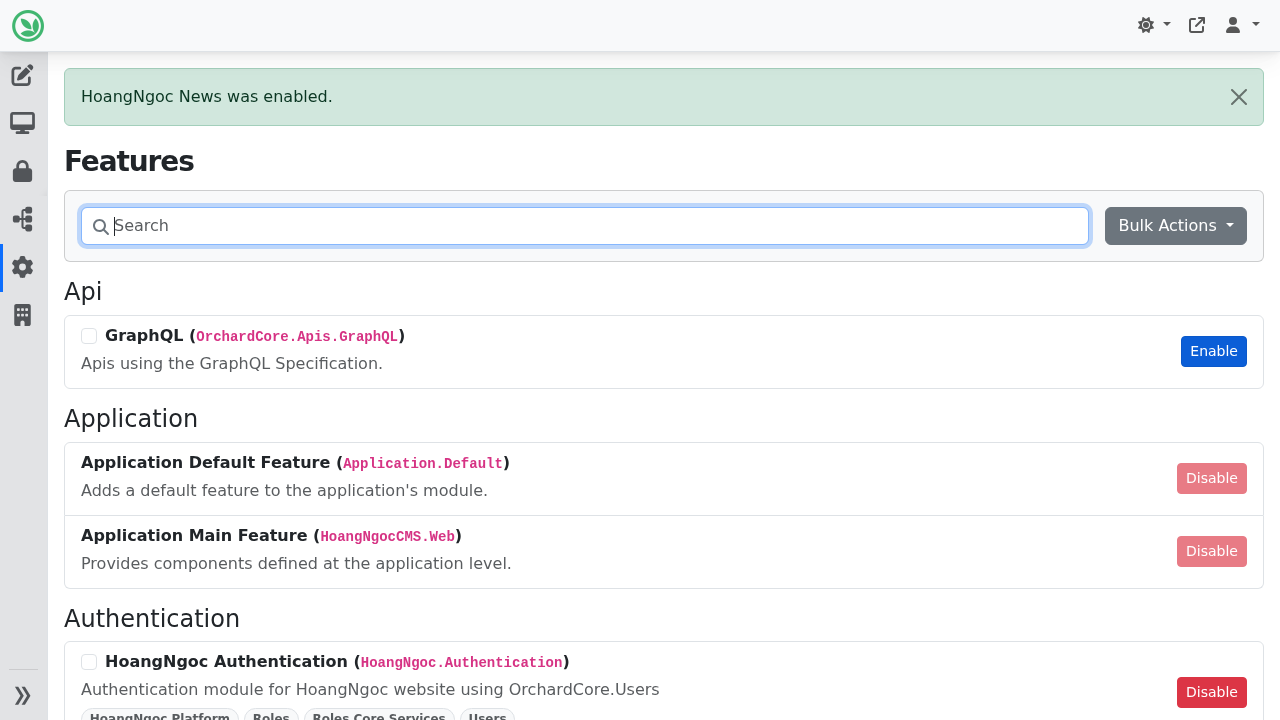 HoangNgoc News was enabled.
Features
Search
Bulk Actions
Api
GraphQL (OrchardCore.Apis.GraphQL)
Apis using the GraphQL Specification.
Enable
Application
Application Default Feature (Application.Default)
Adds a default feature to the application's module.
Disable
Application Main Feature (HoangNgocCMS.Web)
Provides components defined at the application level.
Disable
Authentication
HoangNgoc Authentication (HoangNgoc.Authentication)
Authentication module for HoangNgoc website using OrchardCore.Users
Disable
HoangNgoc Platform Roles Roles Core Services Users